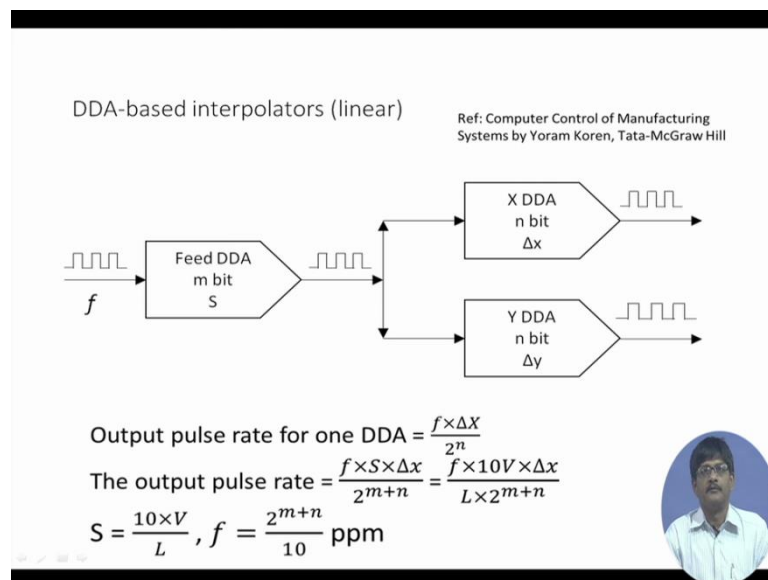 DDA-based interpolators (linear)
Ref: Computer Control of Manufacturing
Systems by Yoram Koren, Tata-McGraw Hill
X DDA
n bit
Δx
Feed DDA
m bit
S
f
Y DDA
n bit
Δy
Output pulse rate for one DDA = f×ΔX / 2^n
The output pulse rate = f×S×Δx / 2^(m+n) = f×10V×Δx / L×2^(m+n)
S = 10×V / L , f = 2^(m+n) / 10 ppm